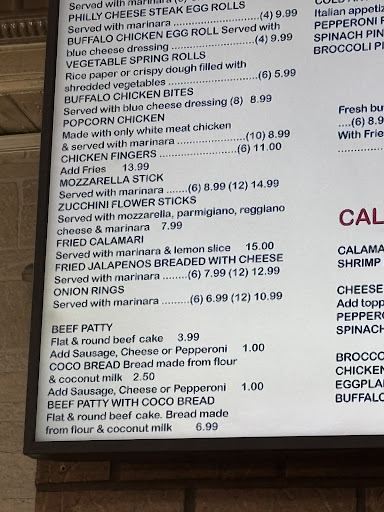 Served with marinara
PHILLY CHEESE STEAK EGG ROLLS
Served with marinara ......................(4) 9.99
BUFFALO CHICKEN EGG ROLL Served with
blue cheese dressing ......................(4) 9.99
VEGETABLE SPRING ROLLS
Rice paper or crispy dough filled with
shredded vegetables ......................(6) 5.99
BUFFALO CHICKEN BITES
Served with blue cheese dressing (8) 8.99
POPCORN CHICKEN
Made with only white meat chicken
& served with marinara .................(10) 8.99
CHICKEN FINGERS ........................(6) 11.00
Add Fries 13.99
MOZZARELLA STICK
Served with marinara .......(6) 8.99 (12) 14.99
ZUCCHINI FLOWER STICKS
Served with mozzarella, parmigiano, reggiano
cheese & marinara 7.99
FRIED CALAMARI
Served with marinara & lemon slice 15.00
FRIED JALAPENOS BREADED WITH CHEESE
Served with marinara ........(6) 7.99 (12) 12.99
ONION RINGS
Served with marinara .........(6) 6.99 (12) 10.99
BEEF PATTY
Flat & round beef cake 3.99
Add Sausage, Cheese or Pepperoni 1.00
COCO BREAD Bread made from flour
& coconut milk 2.50
Add Sausage, Cheese or Pepperoni 1.00
BEEF PATTY WITH COCO BREAD
Flat & round beef cake. Bread made
from flour & coconut milk 6.99
Italian appetiz
PEPPERONI P
SPINACH PIN
BROCCOLI P
Fresh bu
....(6) 8.9
With Frie
CAL
CALAMA
SHRIMP
CHEESE
Add topp
PEPPERO
SPINACH
BROCCO
CHICKEN
EGGPLA
BUFFALO